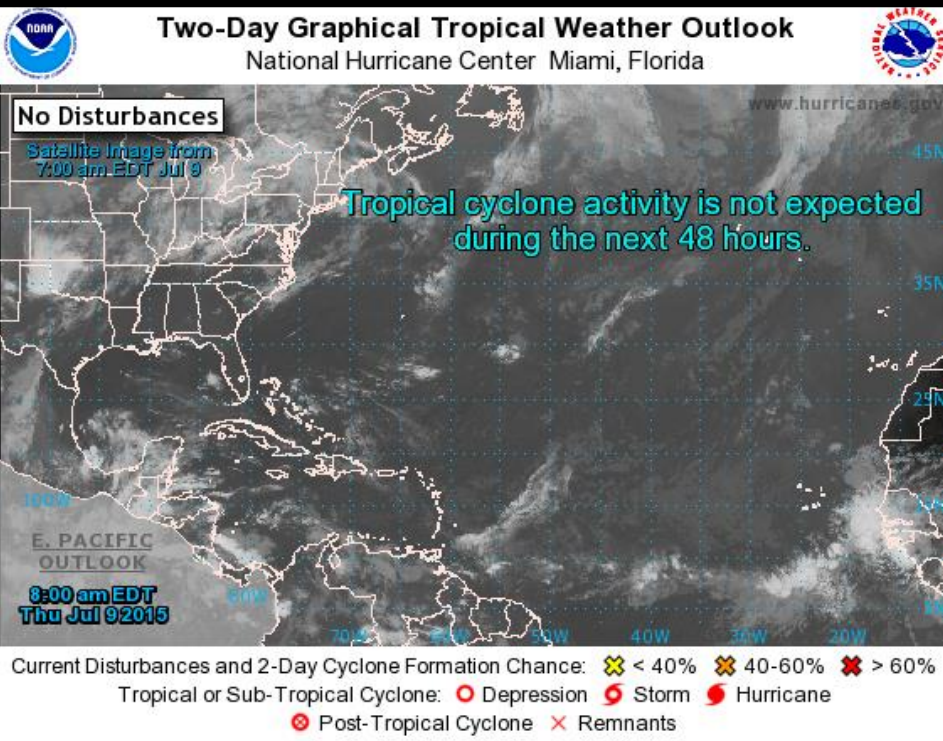 Two-Day Graphical Tropical Weather Outlook
National Hurricane Center Miami, Florida
NOAA
No Disturbances
www.hurricanes.gov
Satellite Image from
7:00 am EDT Jul 9
45N
Tropical cyclone activity is not expected
during the next 48 hours.
35N
25N
100W
E. PACIFIC
OUTLOOK
8:00 am EDT
Thu Jul 9 2015
80W
70W
60W
50W
40W
30W
20W
Current Disturbances and 2-Day Cyclone Formation Chance: < 40% 40-60% > 60%
Tropical or Sub-Tropical Cyclone: Depression Storm Hurricane
Post-Tropical Cyclone Remnants